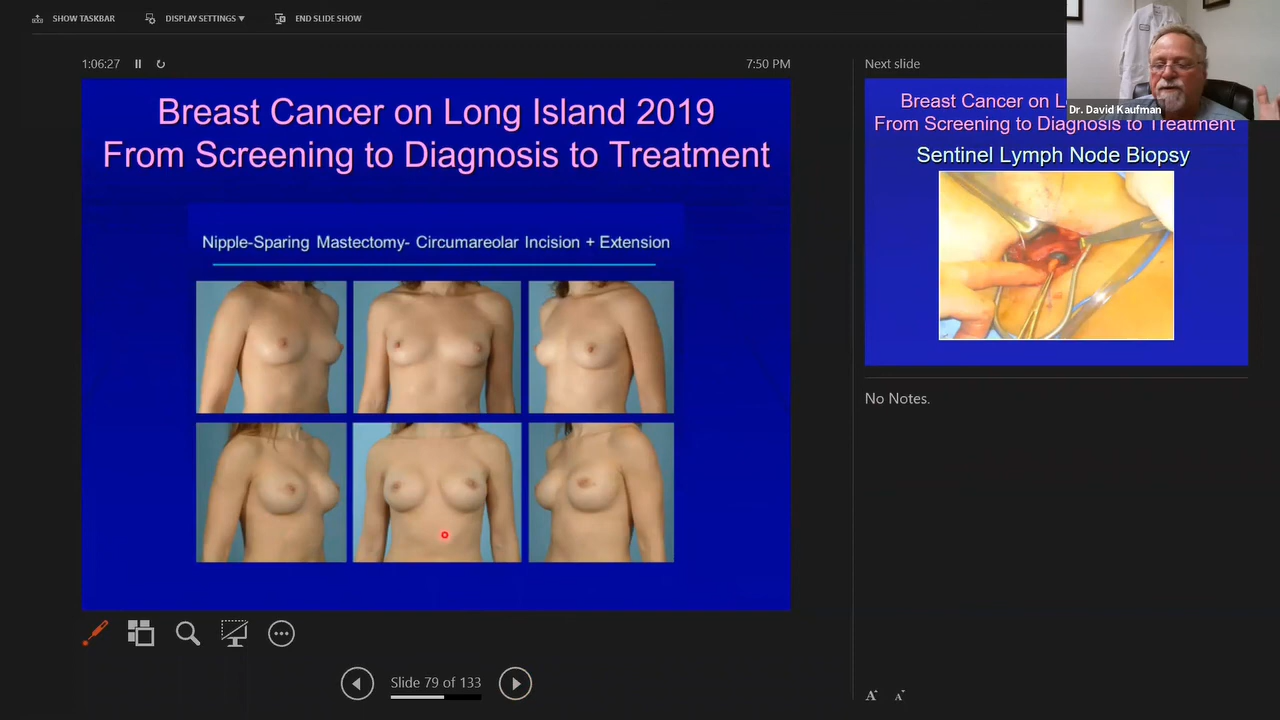 SHOW TASKBAR
DISPLAY SETTINGS ▼
END SLIDE SHOW
1:06:27
7:50 PM
Breast Cancer on Long Island 2019
From Screening to Diagnosis to Treatment
Nipple-Sparing Mastectomy- Circumareolar Incision + Extension
Slide 79 of 133
Next slide
Breast Cancer on L
From Screening to Diagnosis to Treatment
Sentinel Lymph Node Biopsy
No Notes.
A A
Dr. David Kaufman